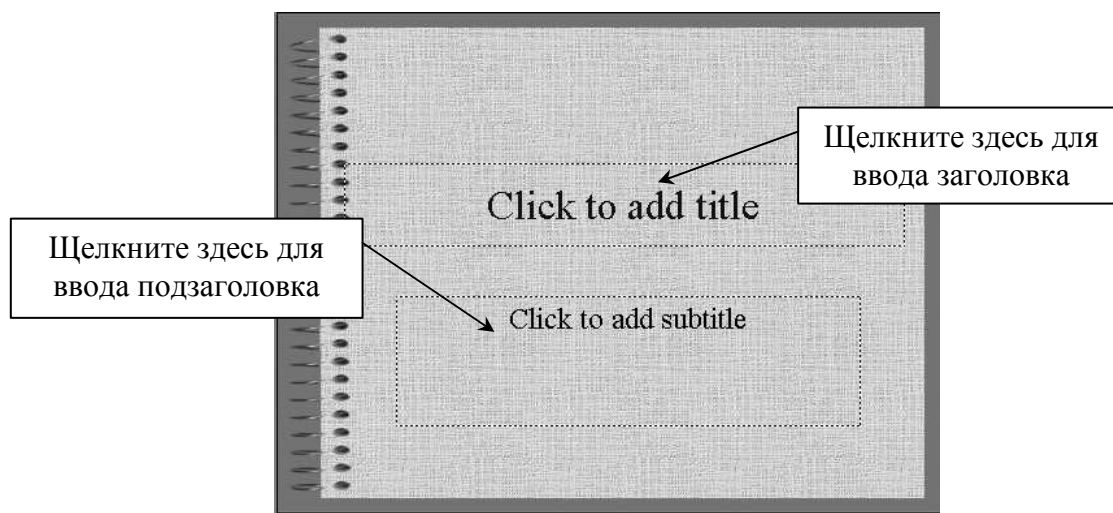 Щелкните здесь для
ввода заголовка
Click to add title
Щелкните здесь для
ввода подзаголовка
Click to add subtitle